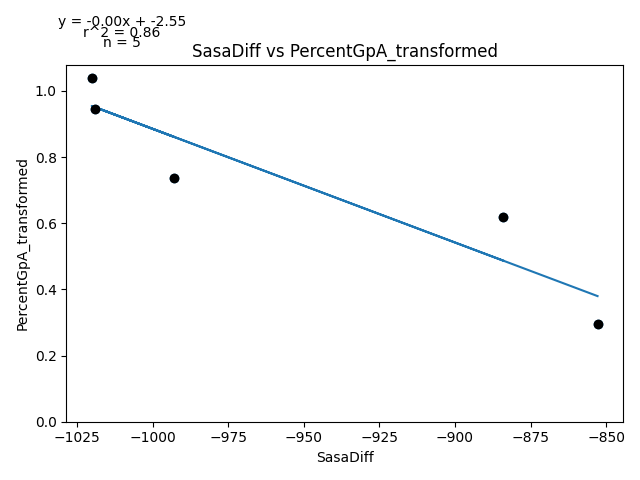 y = -0.00x + -2.55
r^2 = 0.86
n = 5
SasaDiff vs PercentGpA_transformed
PercentGpA_transformed
1.0
0.8
0.6
0.4
0.2
0.0
−1025 −1000 −975 −950 −925 −900 −875 −850
SasaDiff